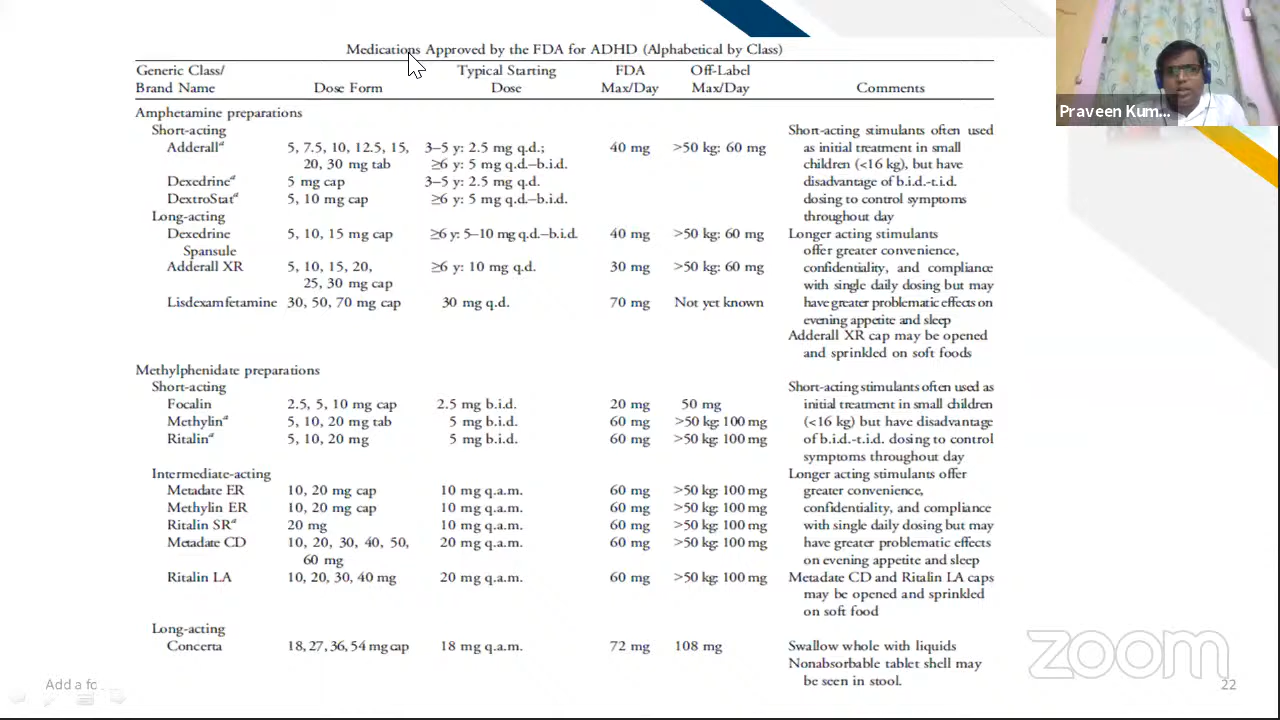 Medications Approved by the FDA for ADHD (Alphabetical by Class)
Generic Class/ Typical Starting FDA Off-Label
Brand Name Dose Form Dose Max/Day Max/Day Comments
Amphetamine preparations
Short-acting Short-acting stimulants often used
Adderallª 5, 7.5, 10, 12.5, 15, 3–5 y: 2.5 mg q.d.; 40 mg >50 kg: 60 mg as initial treatment in small
20, 30 mg tab ≥6 y: 5 mg q.d.–b.i.d. children (<16 kg), but have
Dexedrineª 5 mg cap 3–5 y: 2.5 mg q.d. disadvantage of b.i.d.-t.i.d.
DextroStatª 5, 10 mg cap ≥6 y: 5 mg q.d.–b.i.d. dosing to control symptoms
Long-acting throughout day
Dexedrine 5, 10, 15 mg cap ≥6 y: 5–10 mg q.d.–b.i.d. 40 mg >50 kg: 60 mg Longer acting stimulants
Spansule offer greater convenience,
Adderall XR 5, 10, 15, 20, ≥6 y: 10 mg q.d. 30 mg >50 kg: 60 mg confidentiality, and compliance
25, 30 mg cap with single daily dosing but may
Lisdexamfetamine 30, 50, 70 mg cap 30 mg q.d. 70 mg Not yet known have greater problematic effects on
evening appetite and sleep
Adderall XR cap may be opened
and sprinkled on soft foods
Methylphenidate preparations
Short-acting Short-acting stimulants often used as
Focalin 2.5, 5, 10 mg cap 2.5 mg b.i.d. 20 mg 50 mg initial treatment in small children
Methylinª 5, 10, 20 mg tab 5 mg b.i.d. 60 mg >50 kg: 100 mg (<16 kg) but have disadvantage
Ritalinª 5, 10, 20 mg 5 mg b.i.d. 60 mg >50 kg: 100 mg of b.i.d.-t.i.d. dosing to control
symptoms throughout day
Intermediate-acting Longer acting stimulants offer
Metadate ER 10, 20 mg cap 10 mg q.a.m. 60 mg >50 kg: 100 mg greater convenience,
Methylin ER 10, 20 mg cap 10 mg q.a.m. 60 mg >50 kg: 100 mg confidentiality, and compliance
Ritalin SRª 20 mg 10 mg q.a.m. 60 mg >50 kg: 100 mg with single daily dosing but may
Metadate CD 10, 20, 30, 40, 50, 20 mg q.a.m. 60 mg >50 kg: 100 mg have greater problematic effects
60 mg on evening appetite and sleep
Ritalin LA 10, 20, 30, 40 mg 20 mg q.a.m. 60 mg >50 kg: 100 mg Metadate CD and Ritalin LA caps
may be opened and sprinkled
on soft food
Long-acting
Concerta 18, 27, 36, 54 mg cap 18 mg q.a.m. 72 mg 108 mg Swallow whole with liquids
Nonabsorbable tablet shell may
be seen in stool.
Praveen Kum...
Add a fo
zoom
22